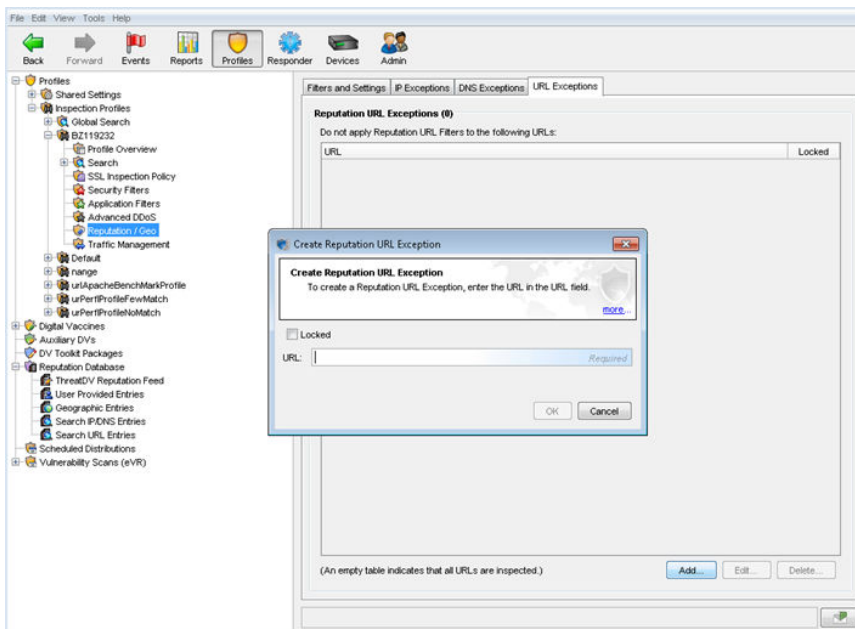 File Edit View Tools Help
Back Forward Events Reports Profiles Responder Devices Admin
Profiles
Shared Settings
Inspection Profiles
Global Search
BZ119232
Profile Overview
Search
SSL Inspection Policy
Security Filters
Application Filters
Advanced DDoS
Reputation / Geo
Traffic Management
Default
nange
urlApacheBenchMarkProfile
urPerflProfileFewMatch
urPerflProfileNoMatch
Digital Vaccines
Auxiliary DVs
DV Toolkit Packages
Reputation Database
ThreatDV Reputation Feed
User Provided Entries
Geographic Entries
Search IP/DNS Entries
Search URL Entries
Scheduled Distributions
Vulnerability Scans (eVR)
Filters and Settings IP Exceptions DNS Exceptions URL Exceptions
Reputation URL Exceptions (0)
Do not apply Reputation URL Filters to the following URLs:
URL Locked
Create Reputation URL Exception
Create Reputation URL Exception
To create a Reputation URL Exception, enter the URL in the URL field.
more...
Locked
URL: Required
OK Cancel
(An empty table indicates that all URLs are inspected.) Add... Edit... Delete...